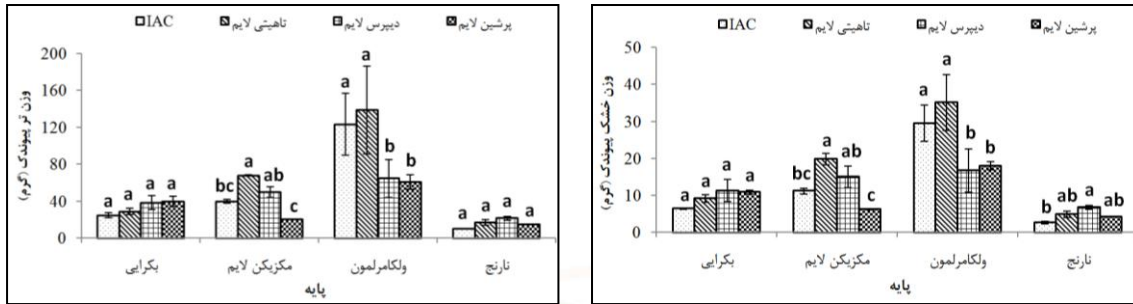 IAC تاهیتی لایم دیپرس لایم پرشین لایم
وزن تر پیوندک (گرم)
200
160
120
80
40
0
a a a a
bc a ab c
a a b b
a a a a
بکرایی مکزیکن لایم ولکامرلمون نارنج
پایه
IAC تاهیتی لایم دیپرس لایم پرشین لایم
وزن خشک پیوندک (گرم)
50
40
30
20
10
0
a a a a
bc a ab c
a a b b
b ab a ab
بکرایی مکزیکن لایم ولکامرلمون نارنج
پایه